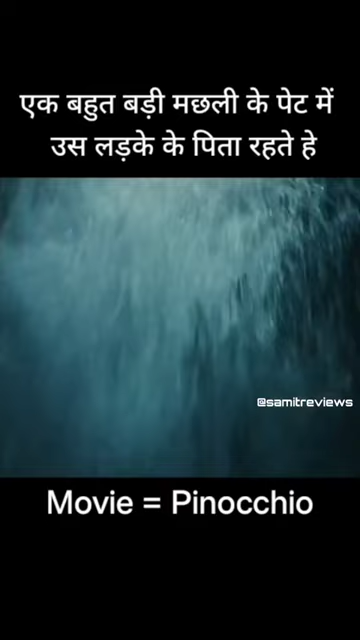 एक बहुत बड़ी मछली के पेट में
उस लड़के के पिता रहते हे
@samitreviews
Movie = Pinocchio